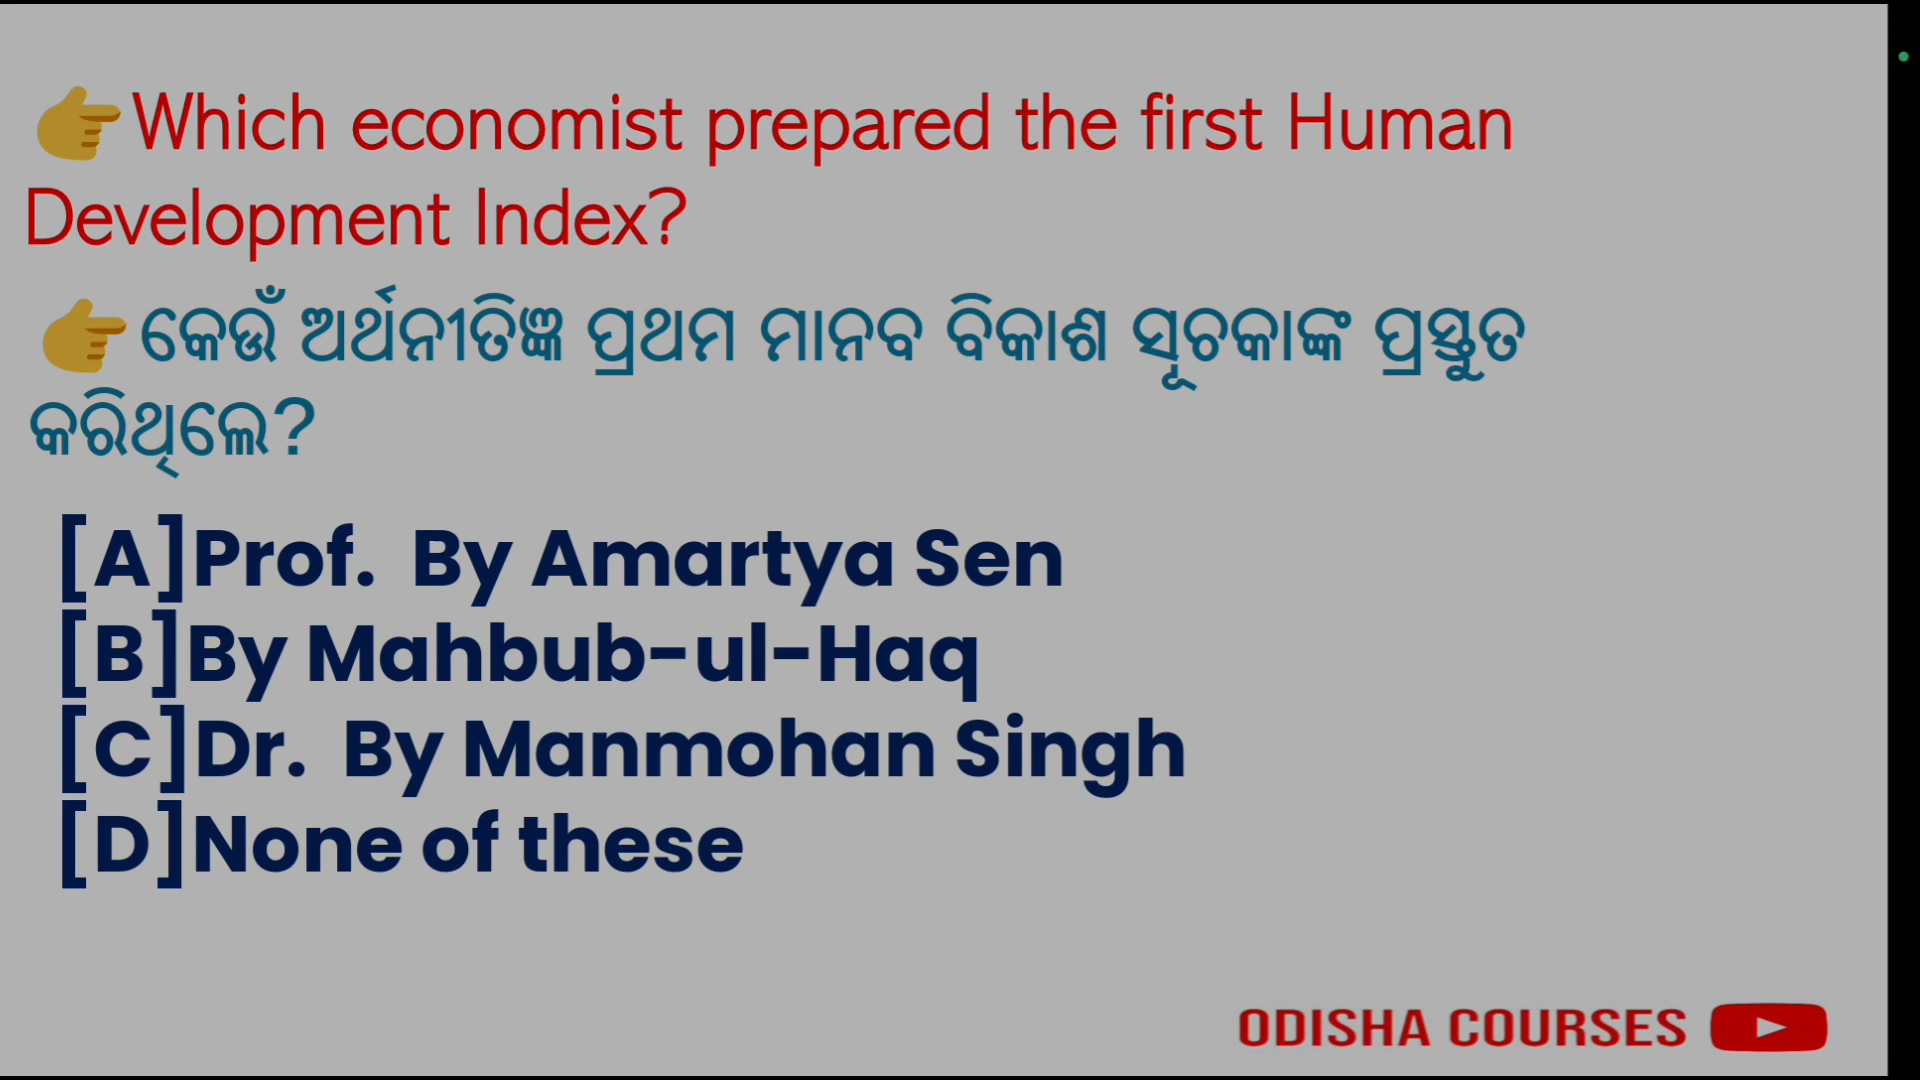 👉Which economist prepared the first Human
Development Index?
👉କେଉଁ ଅର୍ଥନୀତିଜ୍ଞ ପ୍ରଥମ ମାନବ ବିକାଶ ସୂଚକାଙ୍କ ପ୍ରସ୍ତୁତ
କରିଥିଲେ?
[A]Prof.  By Amartya Sen
[B]By Mahbub-ul-Haq
[C]Dr.  By Manmohan Singh
[D]None of these
ODISHA COURSES